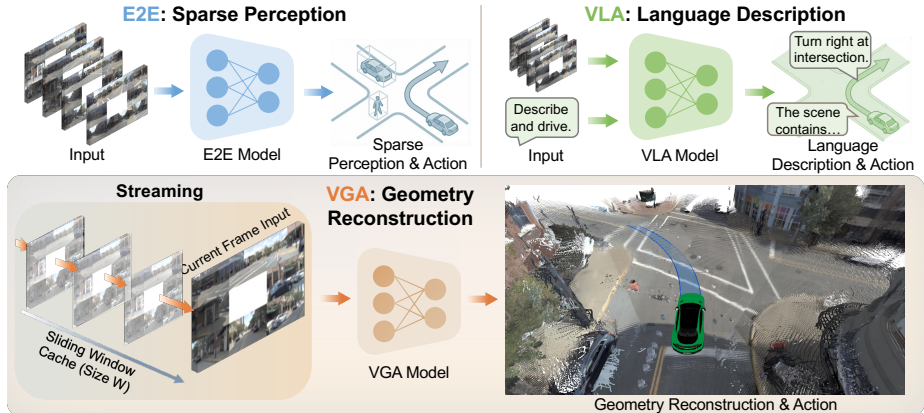 E2E: Sparse Perception
Input
E2E Model
Sparse
Perception & Action
VLA: Language Description
Describe
and drive.
Input
VLA Model
Turn right at
intersection.
The scene
contains…
Language
Description & Action
Streaming
Current Frame Input
Sliding Window
Cache (Size W)
VGA: Geometry
Reconstruction
VGA Model
Geometry Reconstruction & Action